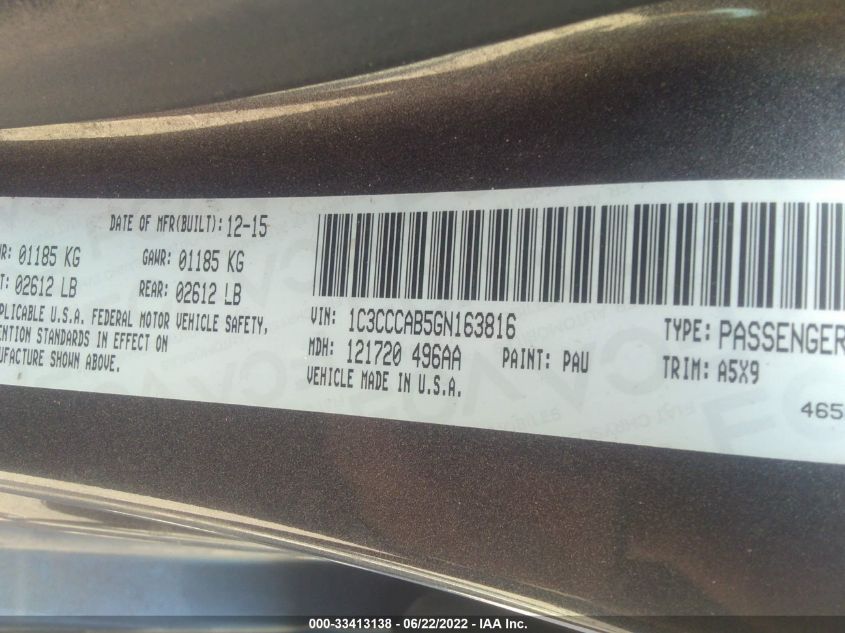 DATE OF MFR(BUILT): 12-15
WR: 01185 KG GAWR: 01185 KG
T: 02612 LB REAR: 02612 LB
PLICABLE U.S.A. FEDERAL MOTOR VEHICLE SAFETY,
ENTION STANDARDS IN EFFECT ON
UFACTURE SHOWN ABOVE.
VIN: 1C3CCCAB5GN163816 TYPE: PASSENGER
MDH: 121720 496AA PAINT: PAU TRIM: A5X9
VEHICLE MADE IN U.S.A.
465
000-33413138 - 06/22/2022 - IAA Inc.